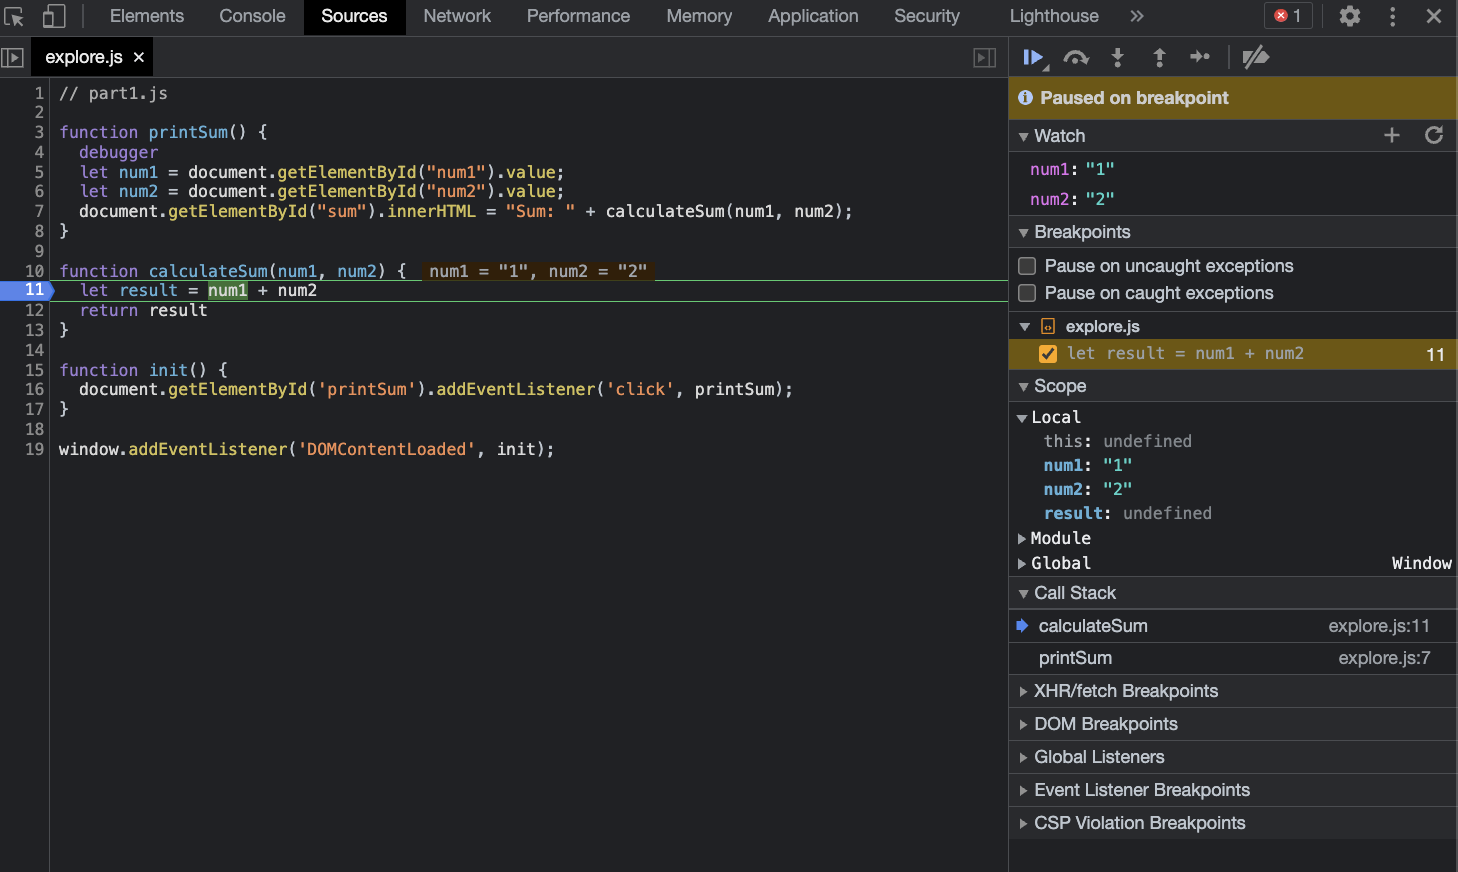 Elements Console Sources Network Performance Memory Application Security Lighthouse » 1
explore.js ×
Paused on breakpoint
1 // part1.js
2
3 function printSum() {
4 debugger
5 let num1 = document.getElementById("num1").value;
6 let num2 = document.getElementById("num2").value;
7 document.getElementById("sum").innerHTML = "Sum: " + calculateSum(num1, num2);
8 }
9
10 function calculateSum(num1, num2) { num1 = "1", num2 = "2"
11 let result = num1 + num2
12 return result
13 }
14
15 function init() {
16 document.getElementById('printSum').addEventListener('click', printSum);
17 }
18
19 window.addEventListener('DOMContentLoaded', init);
Watch
num1: "1"
num2: "2"
Breakpoints
Pause on uncaught exceptions
Pause on caught exceptions
explore.js
let result = num1 + num2 11
Scope
Local
this: undefined
num1: "1"
num2: "2"
result: undefined
Module
Global Window
Call Stack
calculateSum explore.js:11
printSum explore.js:7
XHR/fetch Breakpoints
DOM Breakpoints
Global Listeners
Event Listener Breakpoints
CSP Violation Breakpoints